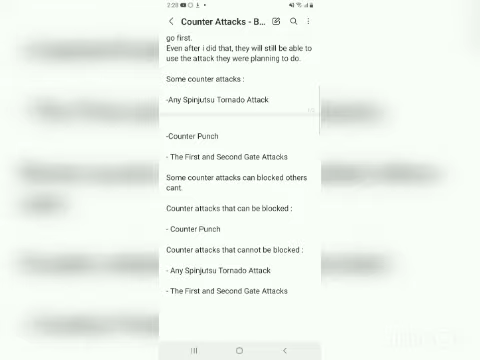 2:28
Counter Attacks - B...
go first.
Even after i did that, they will still be able to
use the attack they were planning to do.
Some counter attacks :
-Any Spinjutsu Tornado Attack
-Counter Punch
- The First and Second Gate Attacks
Some counter attacks can blocked others
cant.
Counter attacks that can be blocked :
- Counter Punch
Counter attacks that cannot be blocked :
- Any Spinjutsu Tornado Attack
- The First and Second Gate Attacks